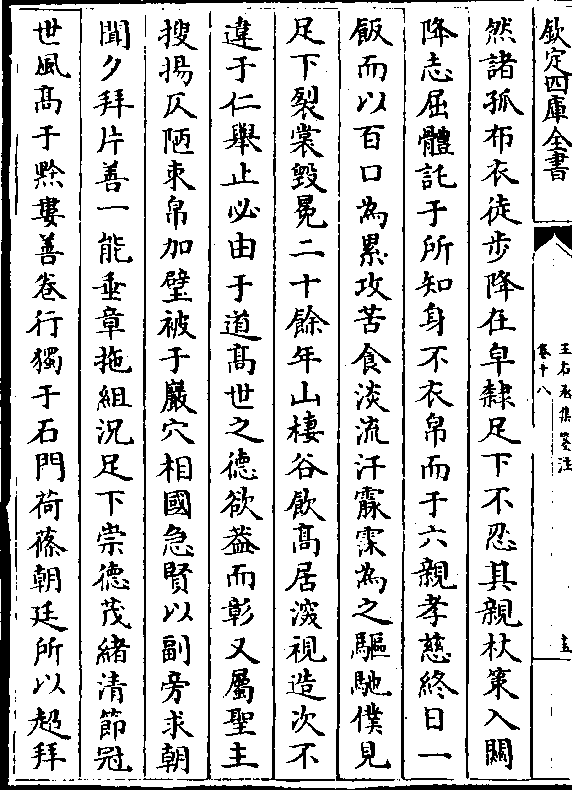 欽定四庫全書
王右丞集箋注
卷十八
然諸孤布衣徒步降在皁隸足下不忍其親杖策入關
降志屈體託于所知身不衣帛而于六親孝慈終日一
飯而以百口為累攻苦食淡流汗霡霂為之驅馳僕見
足下裂裳毀冕二十餘年山棲谷飲髙居深視造次不
違于仁舉止必由于道髙世之德欲葢而彰又屬聖主
搜揚仄陋束帛加璧被于巖穴相國急賢以副旁求朝
聞夕拜片善一能垂章拖組況足下崇德茂緒清節冠
世風髙于黔婁善卷行獨于石門荷蓧朝廷所以超拜